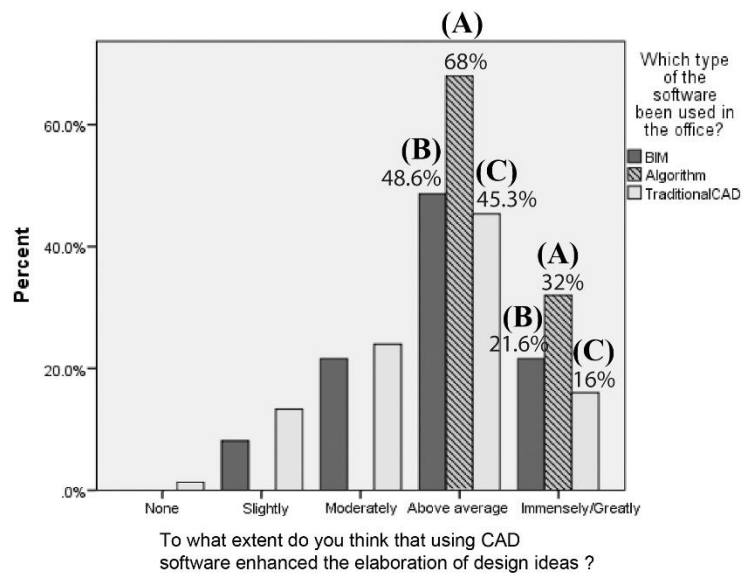 (A)
68%
(B)
48.6%
(C)
45.3%
(A)
32%
(B)
21.6%
(C)
16%
Which type
of the
software
been used in
the office?
BIM
Algorithm
TraditionalCAD
Percent
60.0%
40.0%
20.0%
.0%
None
Slightly
Moderately
Above average
Immensely/Greatly
To what extent do you think that using CAD
software enhanced the elaboration of design ideas ?